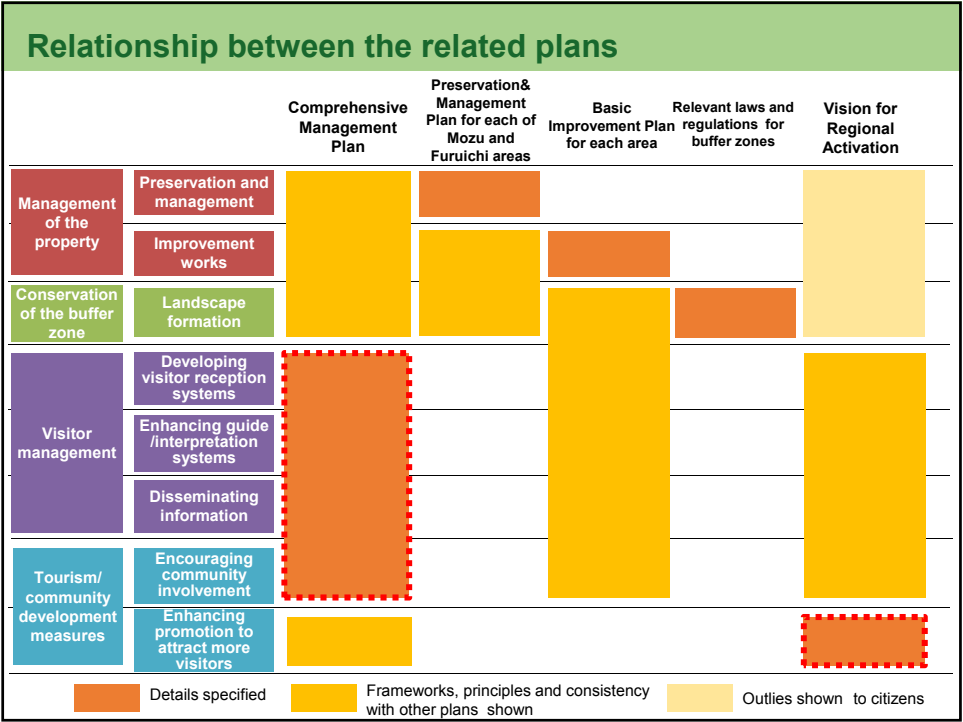 Relationship between the related plans
Comprehensive
Management
Plan
Preservation&
Management
Plan for each of
Mozu and
Furuichi areas
Basic
Improvement Plan
for each area
Relevant laws and
regulations for
buffer zones
Vision for
Regional
Activation
Management
of the
property
Preservation and
management
Improvement
works
Conservation
of the buffer
zone
Landscape
formation
Visitor
management
Developing
visitor reception
systems
Enhancing guide
/interpretation
systems
Disseminating
information
Tourism/
community
development
measures
Encouraging
community
involvement
Enhancing
promotion to
attract more
visitors
Details specified
Frameworks, principles and consistency
with other plans shown
Outlies shown to citizens